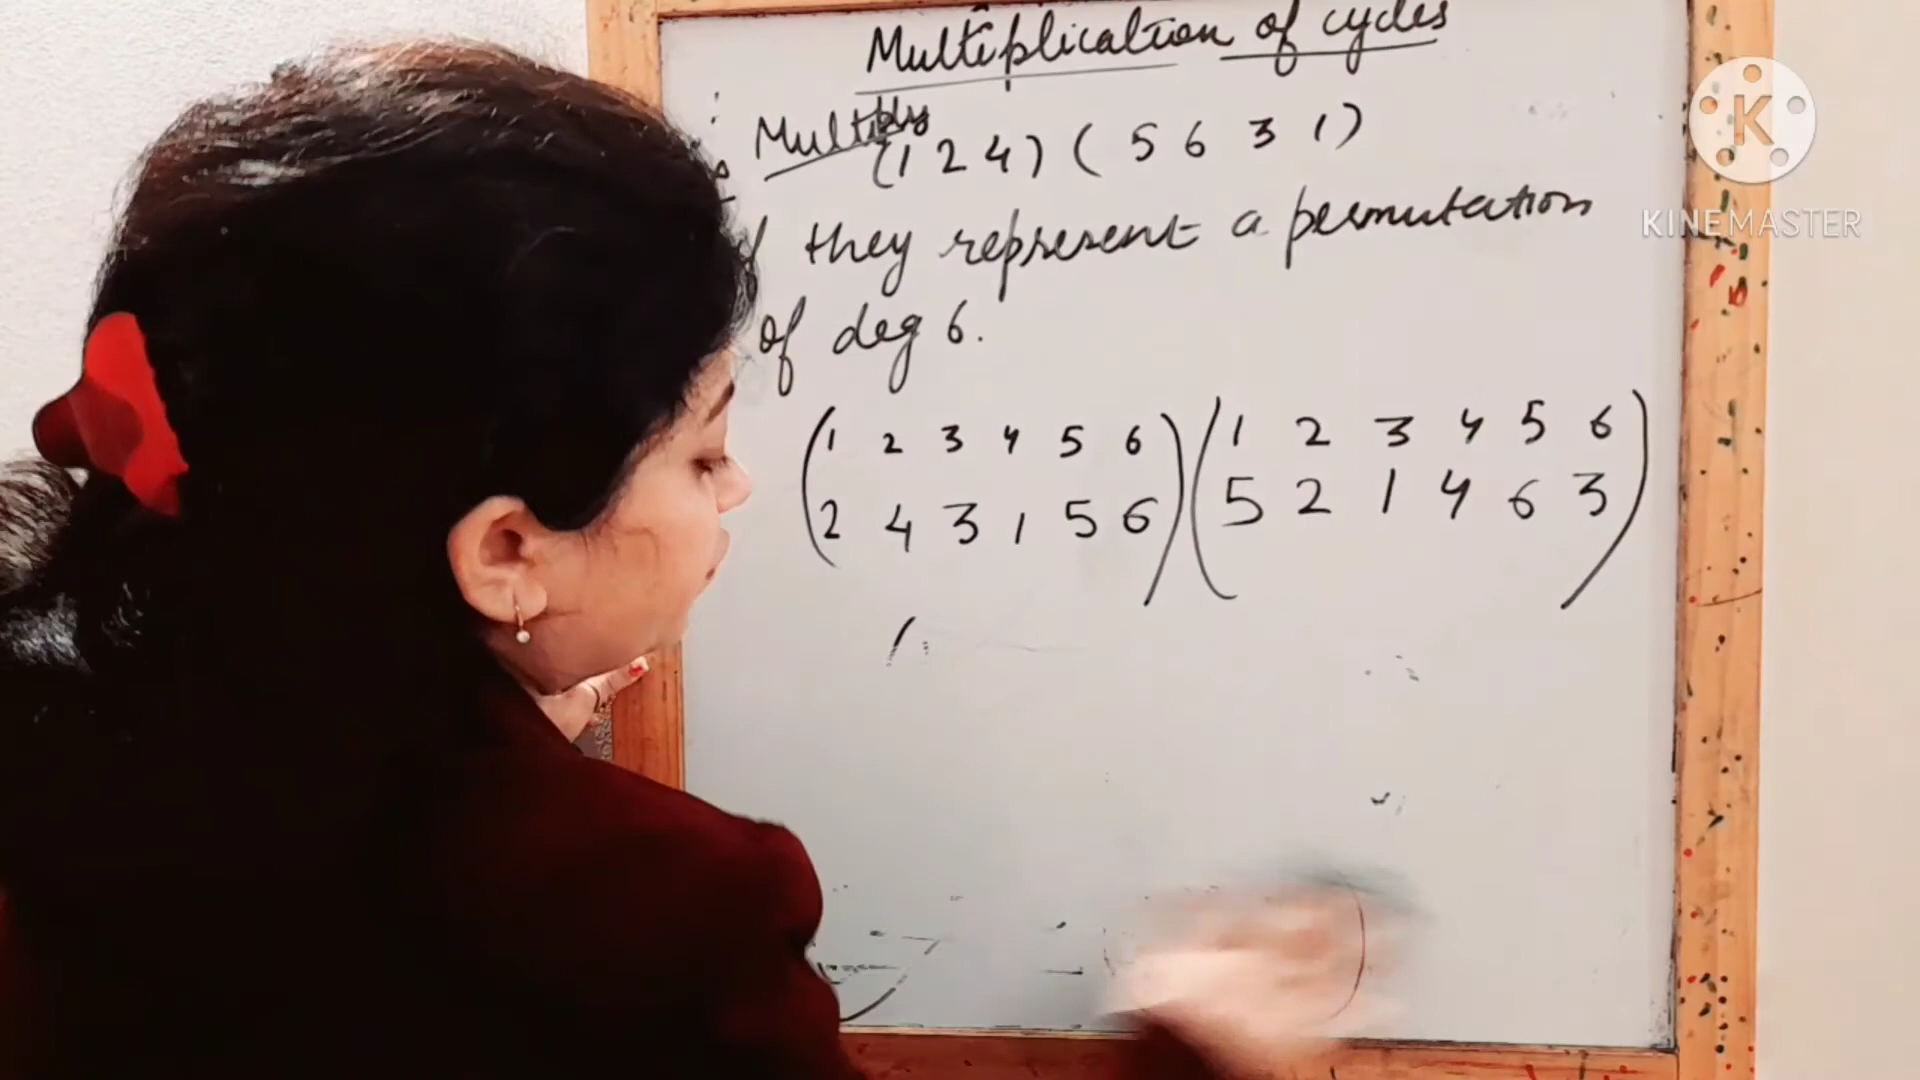 Multiplication of cycles
Multiply
(1 2 4) ( 5 6 3 1)
they represent a permutation
of deg 6.
(1 2 3 4 5 6) (1 2 3 4 5 6)
(2 4 3 1 5 6) (5 2 1 4 6 3)
K
KINEMASTER